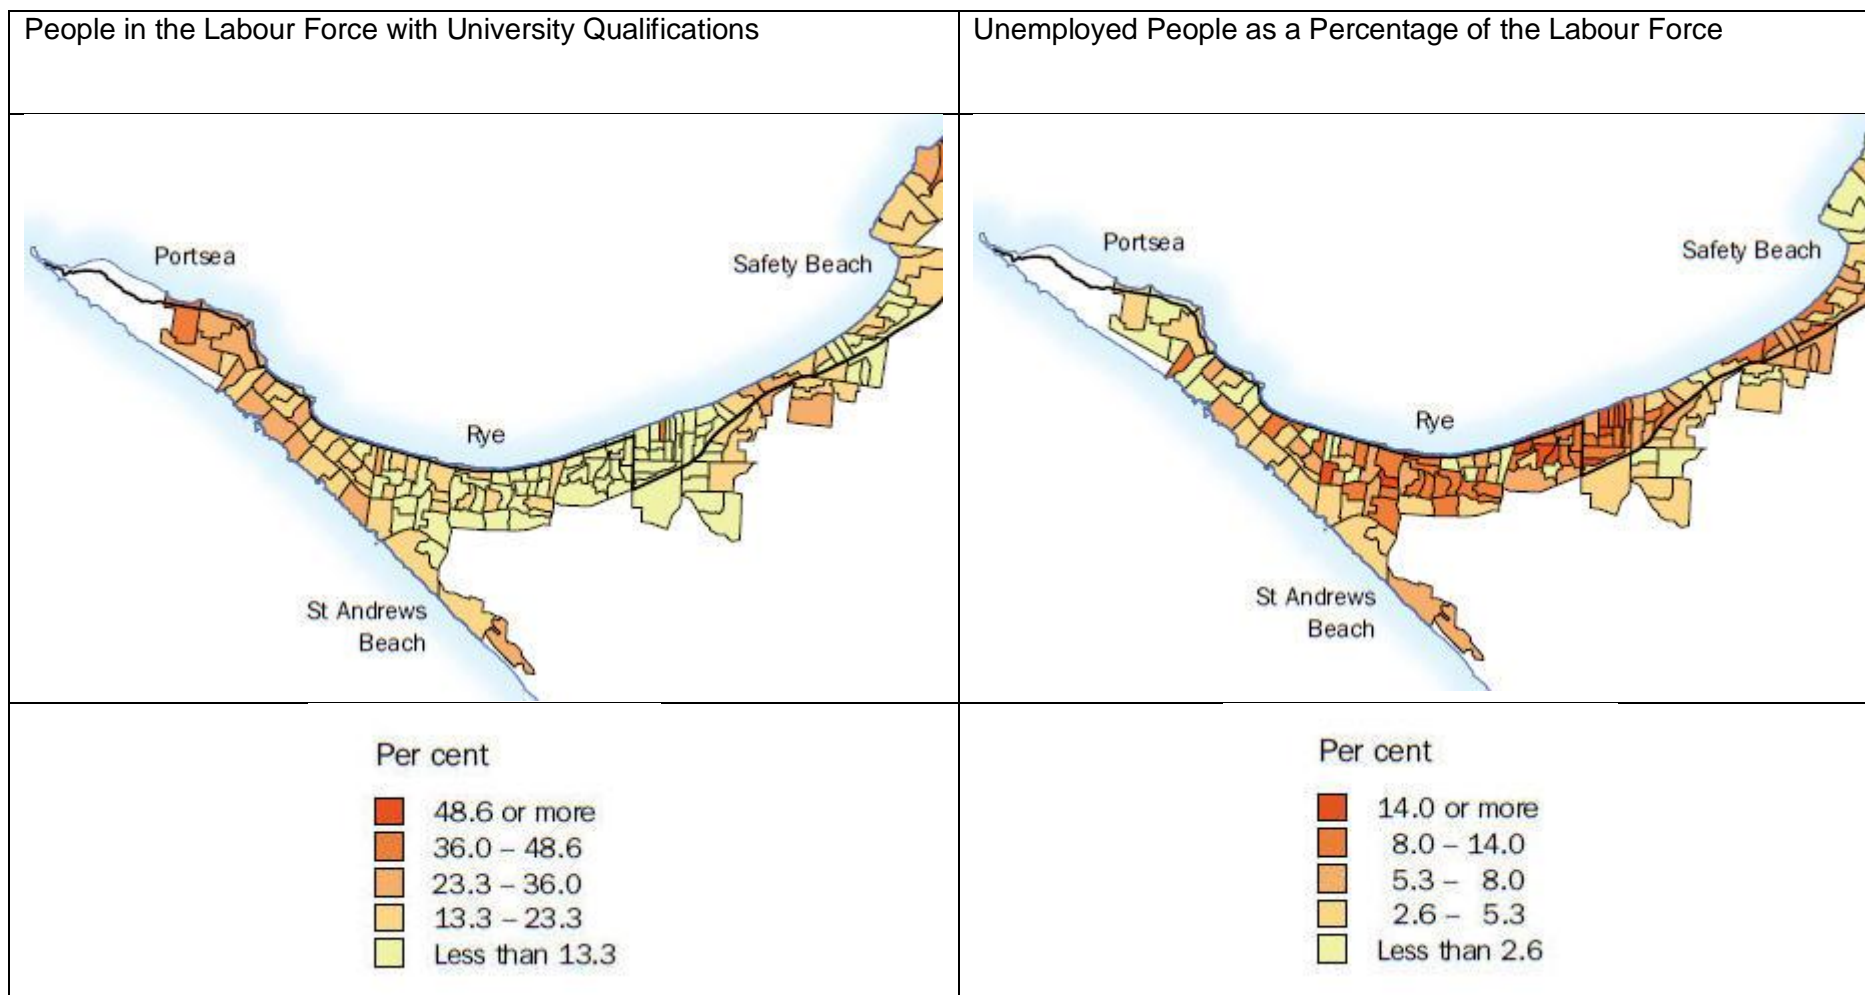 People in the Labour Force with University Qualifications
Unemployed People as a Percentage of the Labour Force
Portsea
Safety Beach
Rye
St Andrews
Beach
Portsea
Safety Beach
Rye
St Andrews
Beach
Per cent
48.6 or more
36.0 – 48.6
23.3 – 36.0
13.3 – 23.3
Less than 13.3
Per cent
14.0 or more
8.0 – 14.0
5.3 – 8.0
2.6 – 5.3
Less than 2.6